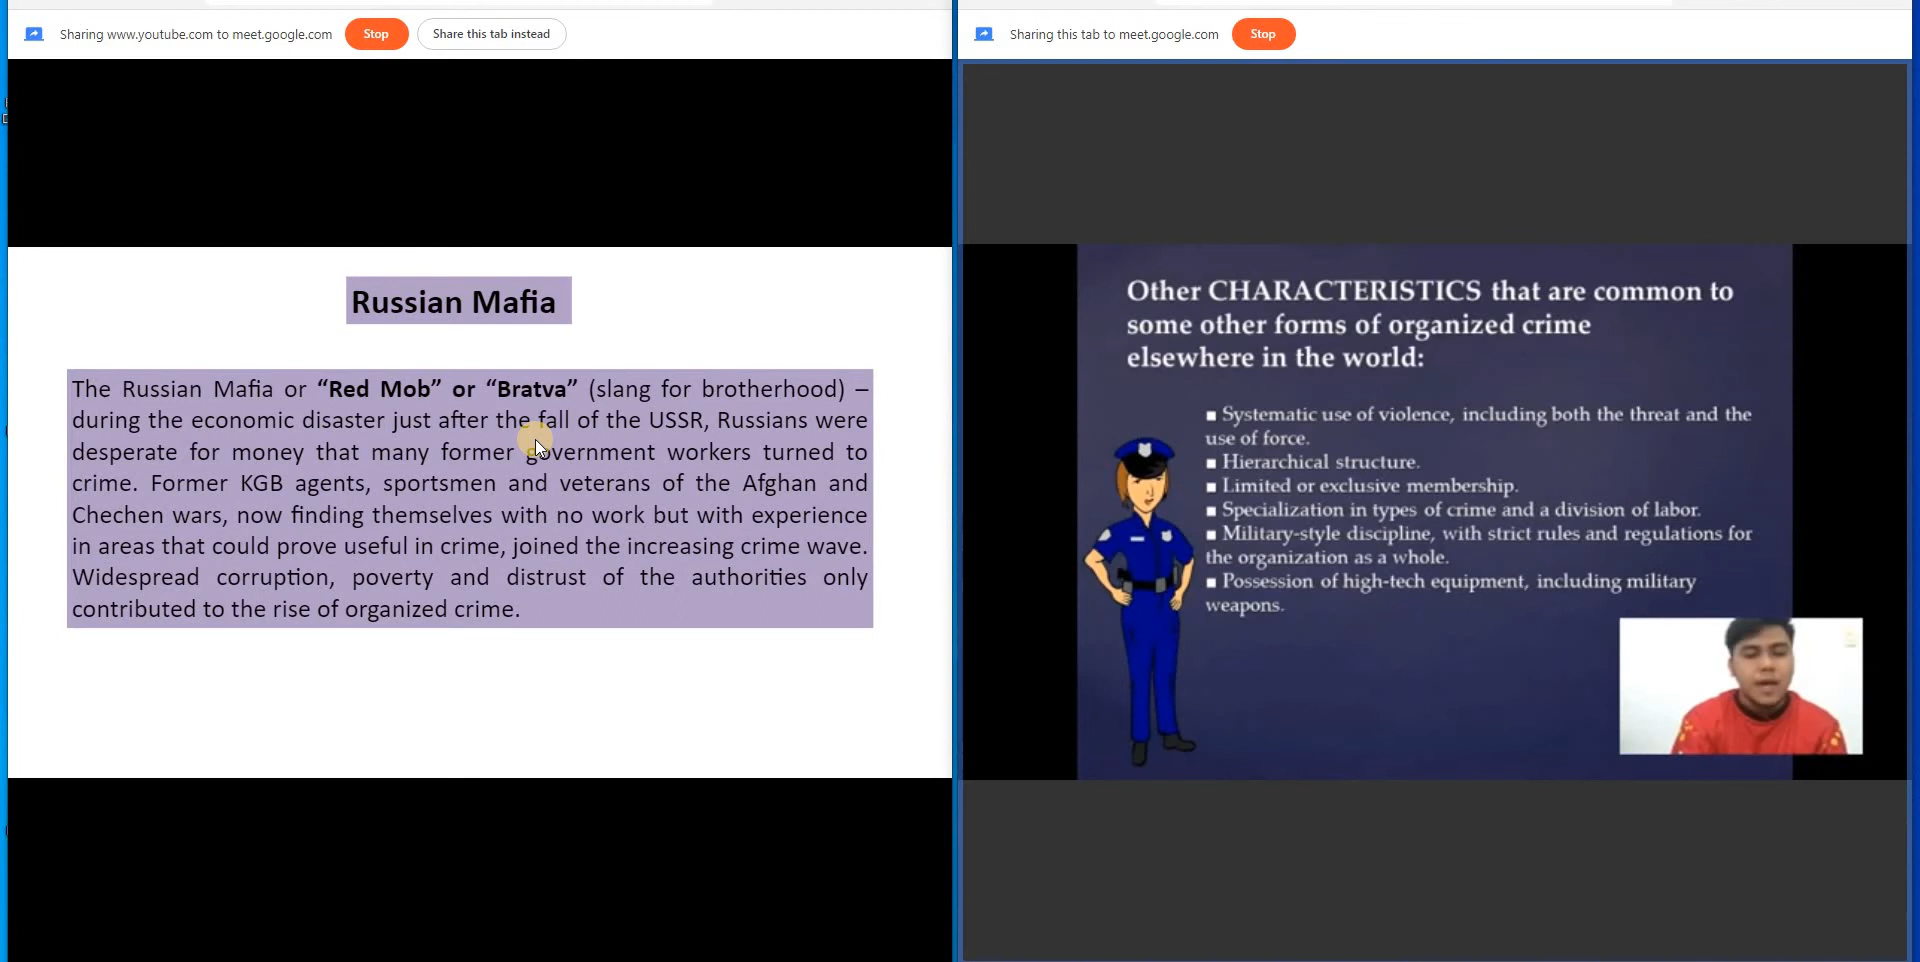 Sharing www.youtube.com to meet.google.com
Stop
Share this tab instead
Russian Mafia
The Russian Mafia or “Red Mob” or “Bratva” (slang for brotherhood) –
during the economic disaster just after the fall of the USSR, Russians were
desperate for money that many former government workers turned to
crime. Former KGB agents, sportsmen and veterans of the Afghan and
Chechen wars, now finding themselves with no work but with experience
in areas that could prove useful in crime, joined the increasing crime wave.
Widespread corruption, poverty and distrust of the authorities only
contributed to the rise of organized crime.
Sharing this tab to meet.google.com
Stop
Other CHARACTERISTICS that are common to
some other forms of organized crime
elsewhere in the world:
■ Systematic use of violence, including both the threat and the
use of force.
■ Hierarchical structure.
■ Limited or exclusive membership.
■ Specialization in types of crime and a division of labor.
■ Military-style discipline, with strict rules and regulations for
the organization as a whole.
■ Possession of high-tech equipment, including military
weapons.